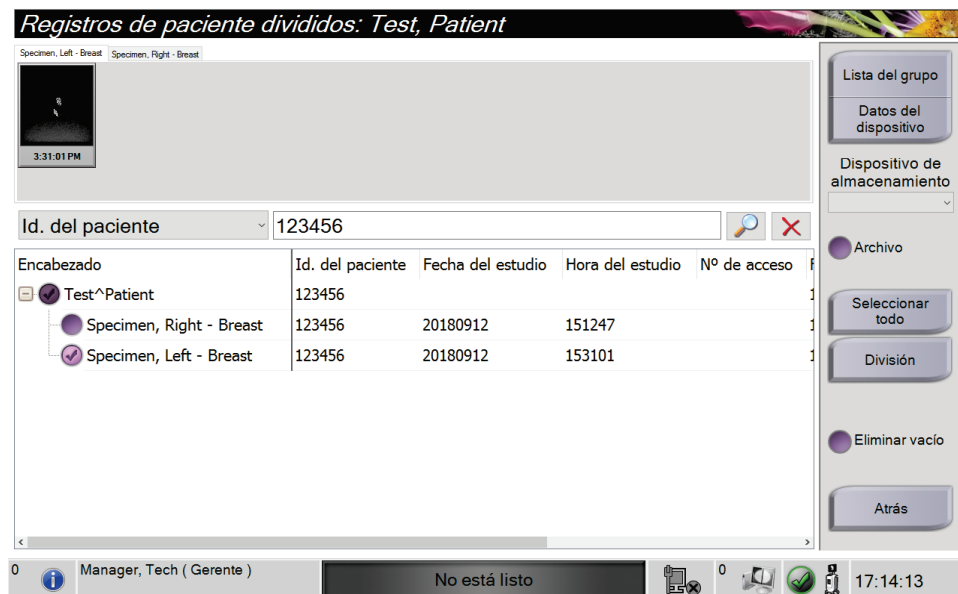 Registros de paciente divididos: Test, Patient
Specimen, Left - Breast Specimen, Right - Breast
3:31:01 PM
Id. del paciente 123456
Encabezado Id. del paciente Fecha del estudio Hora del estudio Nº de acceso
Test^Patient 123456
Specimen, Right - Breast 123456 20180912 151247
Specimen, Left - Breast 123456 20180912 153101
Lista del grupo
Datos del
dispositivo
Dispositivo de
almacenamiento
Archivo
Seleccionar
todo
División
Eliminar vacío
Atrás
0 Manager, Tech ( Gerente ) No está listo 0 17:14:13